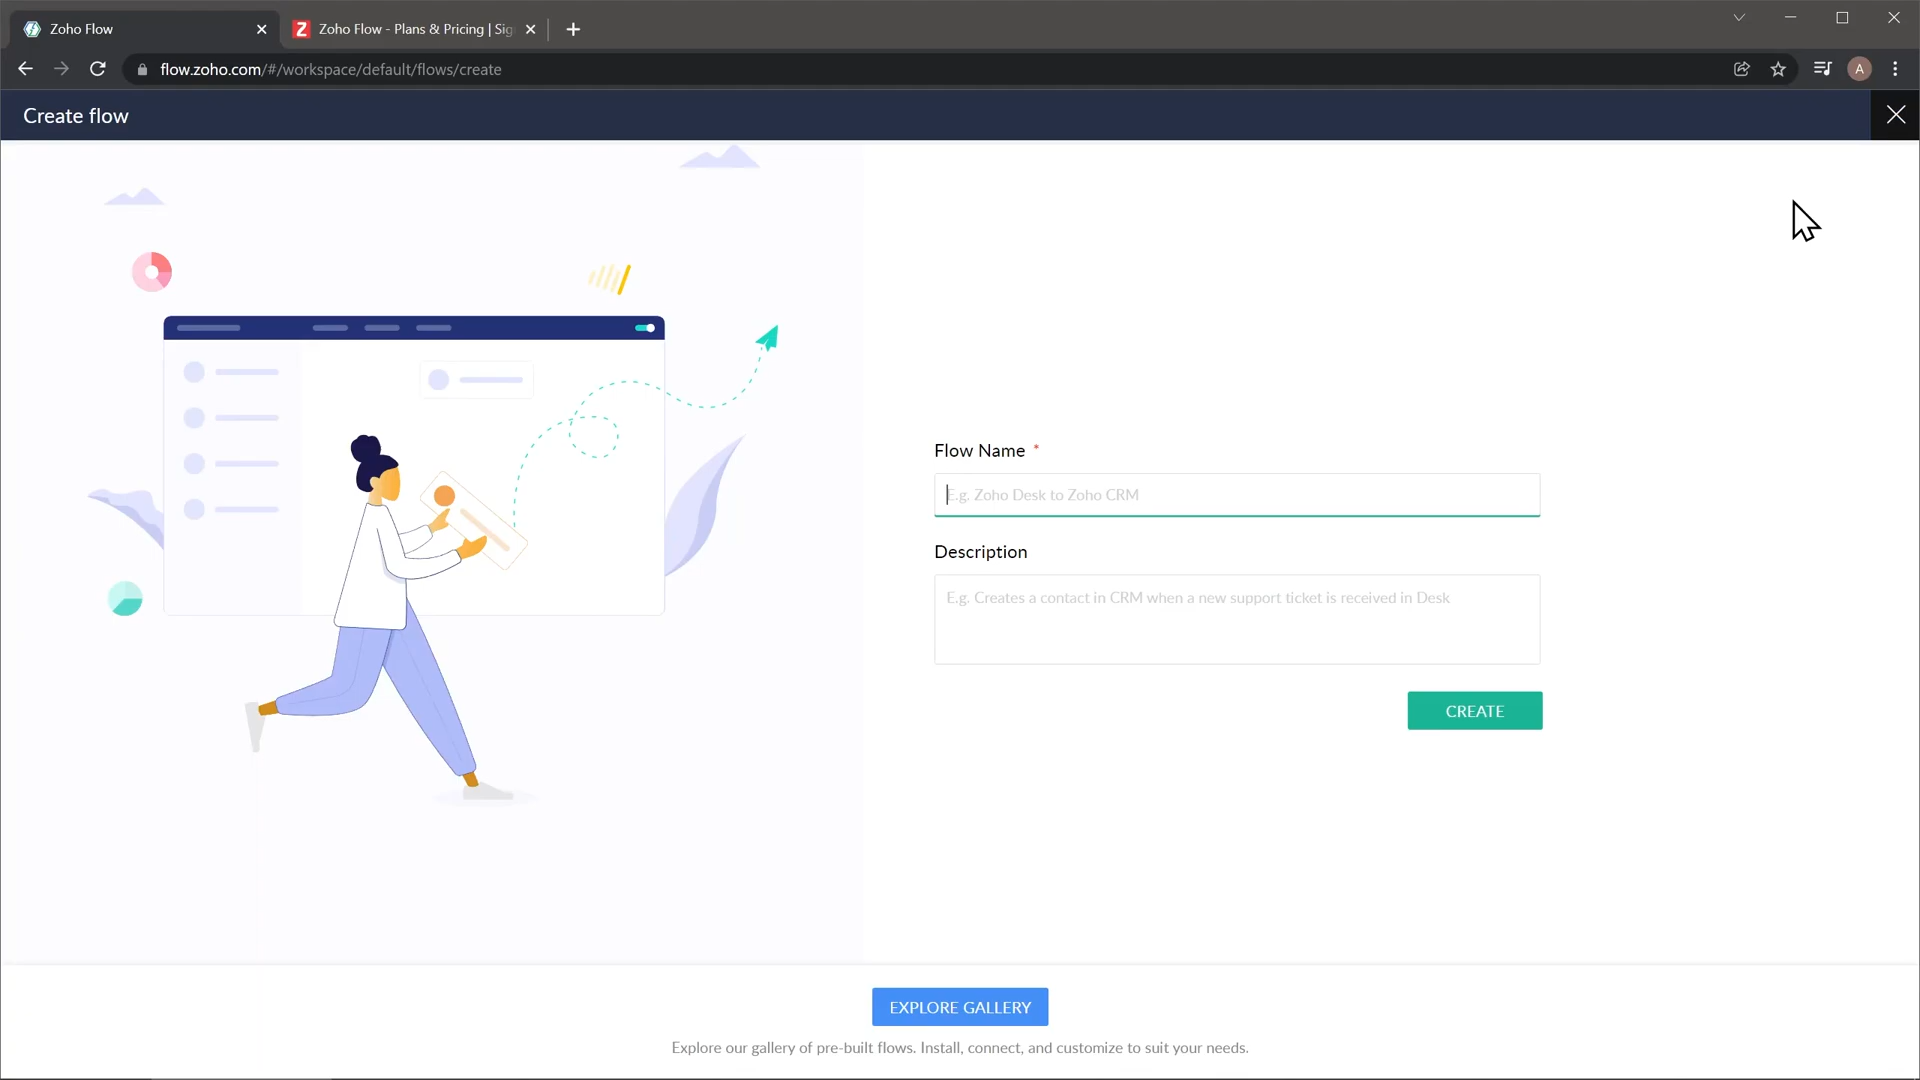 Zoho Flow
Zoho Flow - Plans & Pricing | Sig
flow.zoho.com/#/workspace/default/flows/create
A
Create flow
Flow Name *
E.g. Zoho Desk to Zoho CRM
Description
E.g. Creates a contact in CRM when a new support ticket is received in Desk
CREATE
EXPLORE GALLERY
Explore our gallery of pre-built flows. Install, connect, and customize to suit your needs.